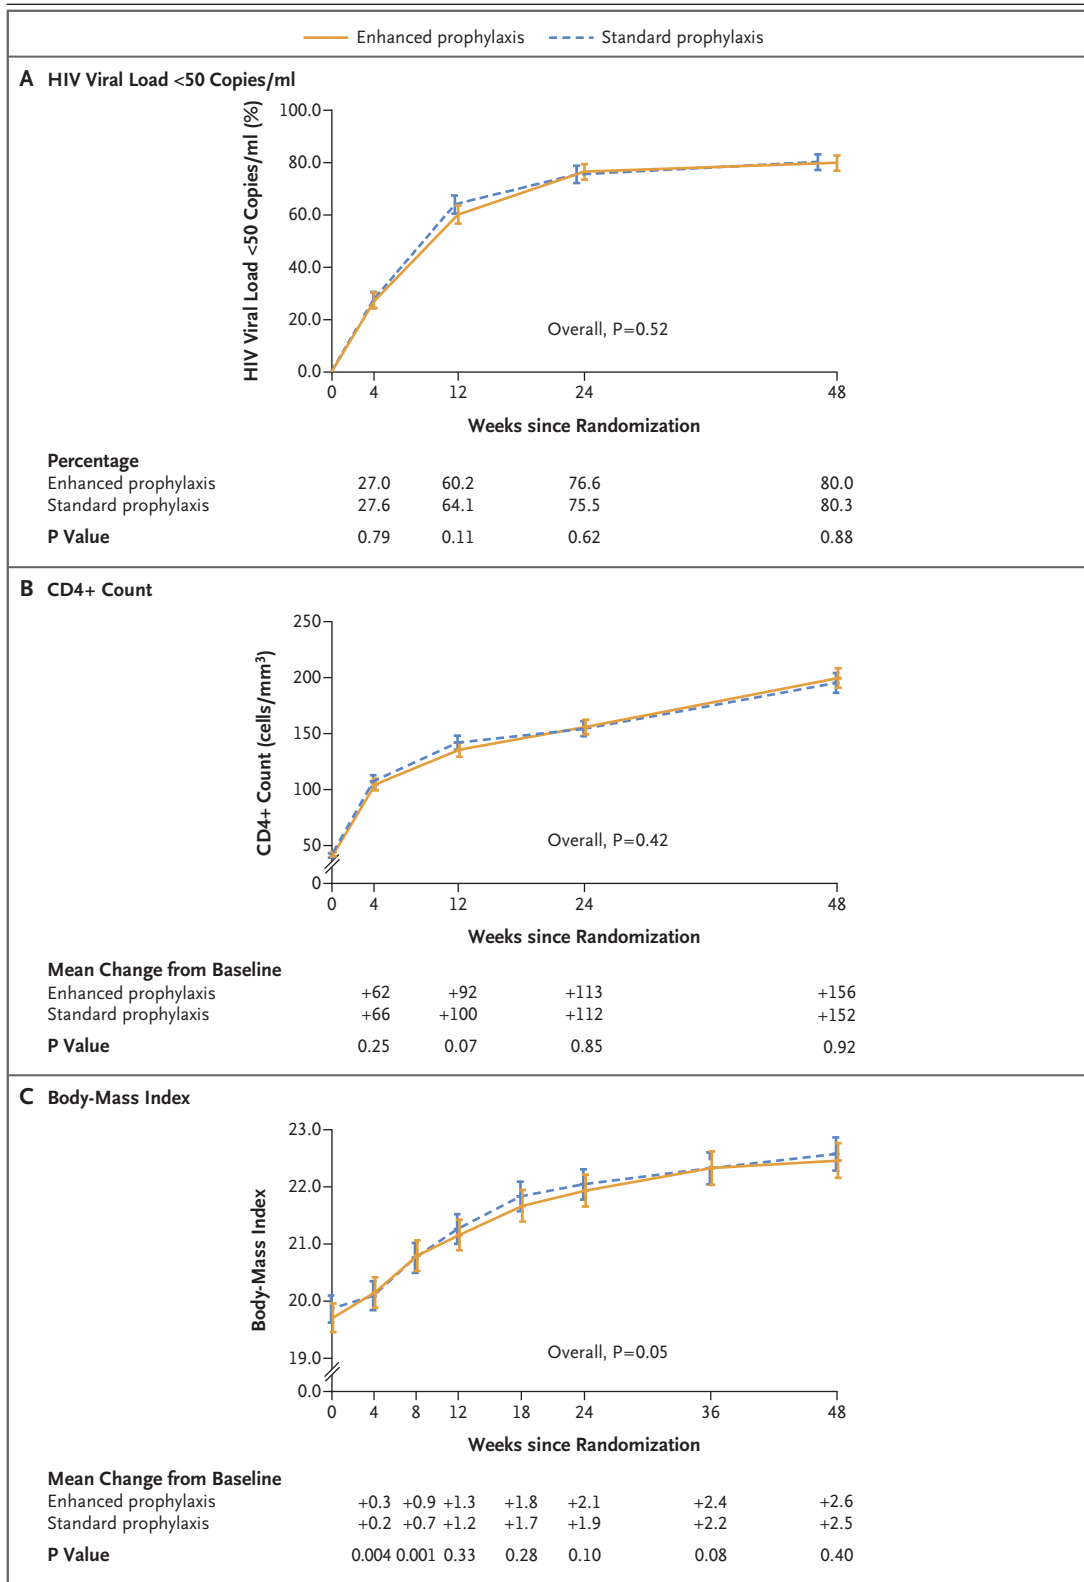 Enhanced prophylaxis Standard prophylaxis
A HIV Viral Load <50 Copies/ml
HIV Viral Load <50 Copies/ml (%)
100.0
80.0
60.0
40.0
20.0
0.0
Overall, P=0.52
0 4 12 24 48
Weeks since Randomization
Percentage
Enhanced prophylaxis 27.0 60.2 76.6 80.0
Standard prophylaxis 27.6 64.1 75.5 80.3
P Value 0.79 0.11 0.62 0.88
B CD4+ Count
CD4+ Count (cells/mm³)
250
200
150
100
50
0
Overall, P=0.42
0 4 12 24 48
Weeks since Randomization
Mean Change from Baseline
Enhanced prophylaxis +62 +92 +113 +156
Standard prophylaxis +66 +100 +112 +152
P Value 0.25 0.07 0.85 0.92
C Body-Mass Index
Body-Mass Index
23.0
22.0
21.0
20.0
19.0
0.0
Overall, P=0.05
0 4 8 12 18 24 36 48
Weeks since Randomization
Mean Change from Baseline
Enhanced prophylaxis +0.3 +0.9 +1.3 +1.8 +2.1 +2.4 +2.6
Standard prophylaxis +0.2 +0.7 +1.2 +1.7 +1.9 +2.2 +2.5
P Value 0.004 0.001 0.33 0.28 0.10 0.08 0.40